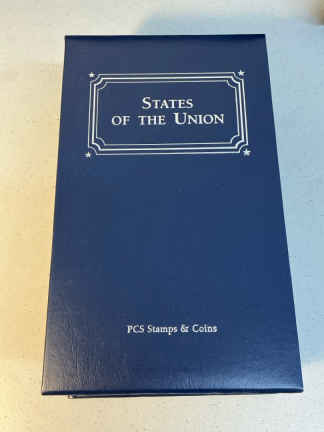 States
of the Union
PCS Stamps & Coins